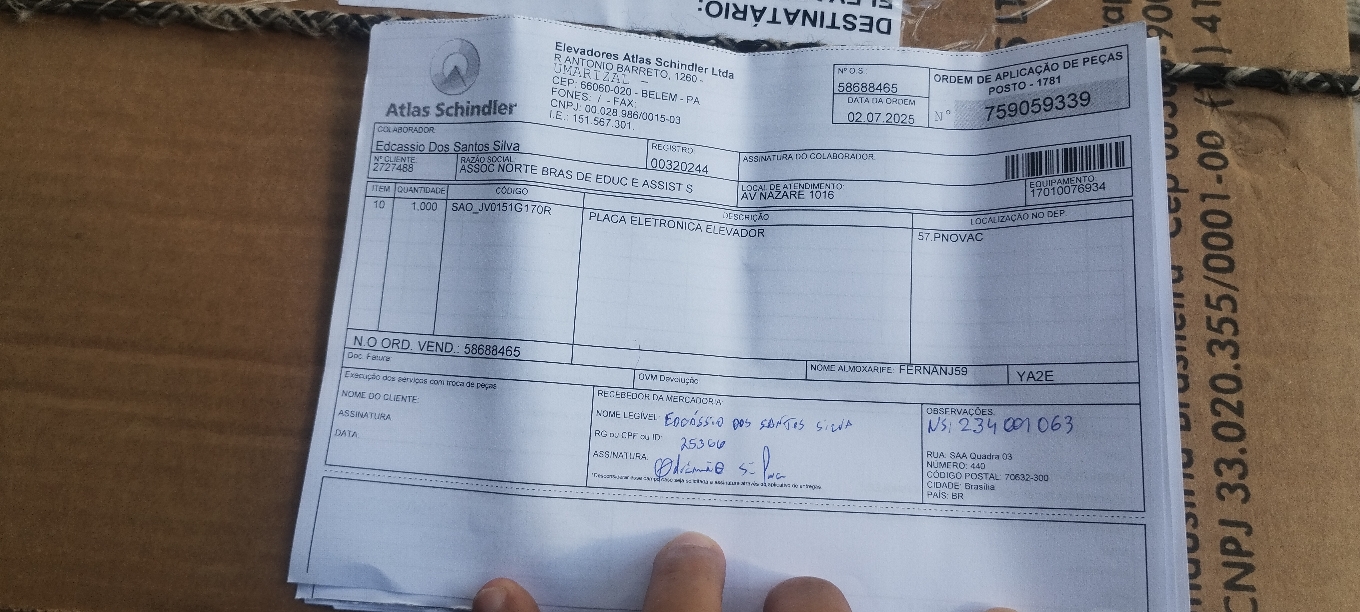 DESTINATÁRIO:
Atlas Schindler
Elevadores Atlas Schindler Ltda
R ANTONIO BARRETO, 1260 -
UMARIZAL -
CEP: 66060-020 - BELEM - PA
FONES: / - FAX:
CNPJ: 00.028.986/0015-03
I.E.: 151.567.301.
Nº O.S
58688465
DATA DA ORDEM
02.07.2025
ORDEM DE APLICAÇÃO DE PEÇAS
POSTO - 1781
Nº 759059339
COLABORADOR:
Edcassio Dos Santos Silva
REGISTRO:
00320244
ASSINATURA DO COLABORADOR:
Nº CLIENTE:
2727488
RAZÃO SOCIAL:
ASSOC NORTE BRAS DE EDUC E ASSIST S
LOCAL DE ATENDIMENTO:
AV NAZARE 1016
EQUIPAMENTO:
17010076934
ITEM QUANTIDADE CÓDIGO DESCRIÇÃO LOCALIZAÇÃO NO DEP.
10 1,000 SAO_JV0151G170R PLACA ELETRONICA ELEVADOR 57.PNOVAC
N.O ORD. VEND.: 58688465
NOME ALMOXARIFE: FERNANJ59
YA2E
Doc. Fatura
OVM Devolução
Execução dos serviços com troca de peças
NOME DO CLIENTE:
ASSINATURA
DATA:
RECEBEDOR DA MERCADORIA:
NOME LEGÍVEL: EDCÁSSIO DOS SANTOS SILVA
RG ou CPF ou ID: 25366
ASSINATURA:
OBSERVAÇÕES:
NS: 234001063
RUA: SAA Quadra 03
NUMERO: 440
CÓDIGO POSTAL: 70632-300
CIDADE: Brasília
PAÍS: BR
CNPJ 33.020.355/0001-00